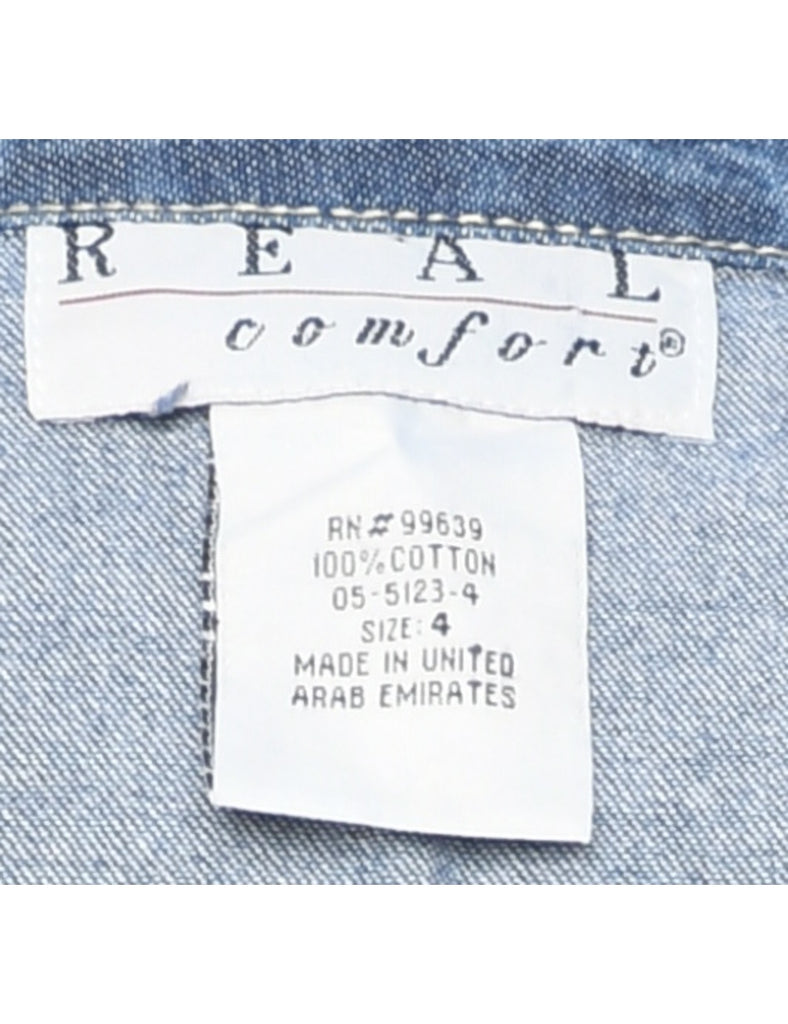 REAL
comfort®
RN # 99639
100% COTTON
05-5123-4
SIZE: 4
MADE IN UNITED
ARAB EMIRATES